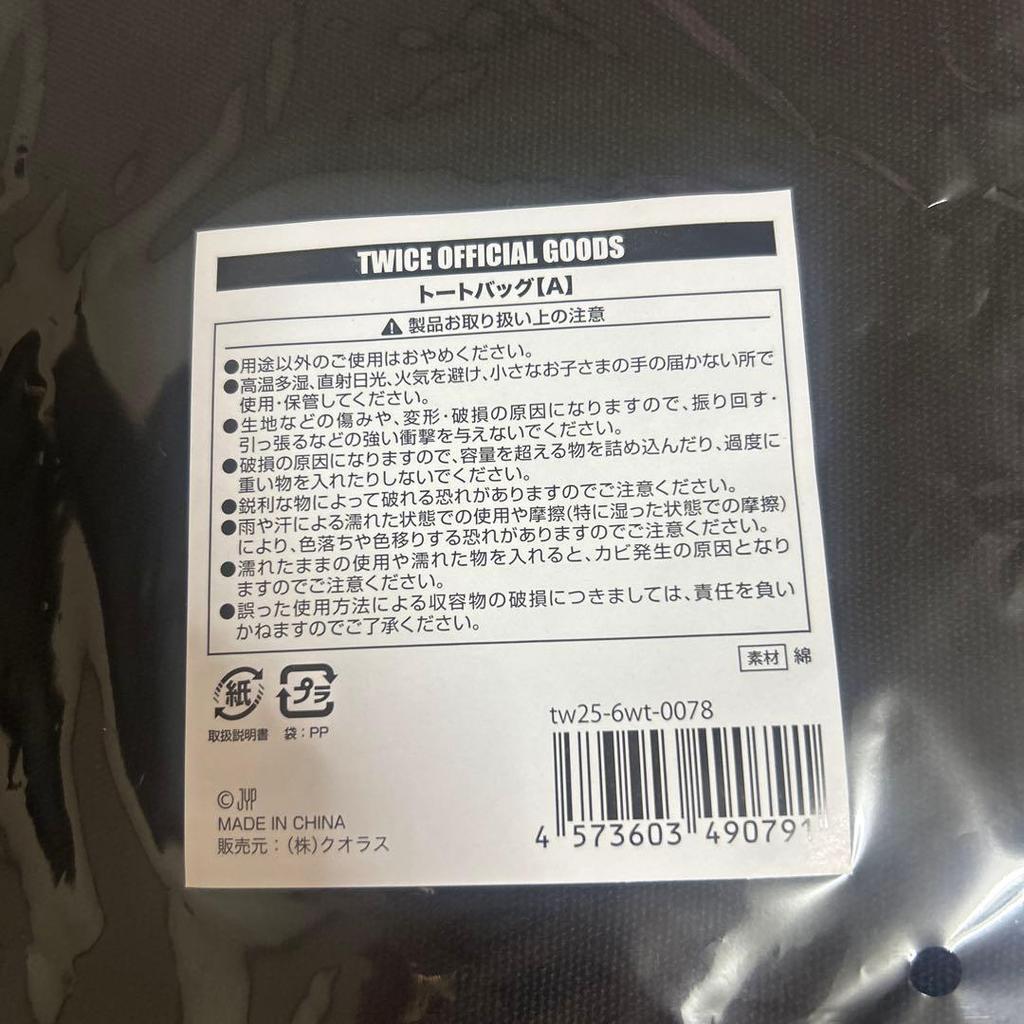 TWICE OFFICIAL GOODS
トートバッグ【A】
製品お取り扱い上の注意
●用途以外のご使用はおやめください。
●高温多湿、直射日光、火気を避け、小さなお子さまの手の届かない所で
使用・保管してください。
●生地などの傷みや、変形・破損の原因になりますので、振り回す・
引っ張るなどの強い衝撃を与えないでください。
●破損の原因になりますので、容量を超える物を詰め込んだり、過度に
重い物を入れたりしないでください。
●鋭利な物によって破れる恐れがありますのでご注意ください。
●雨や汗による濡れた状態での使用や摩擦(特に湿った状態での摩擦)
により、色落ちや色移りする恐れがありますのでご注意ください。
●濡れたままの使用や濡れた物を入れると、カビ発生の原因となり
ますのでご注意ください。
●誤った使用方法による収容物の破損につきましては、責任を負い
かねますのでご了承ください。
素材 綿
紙 プラ
取扱説明書 袋:PP
tw25-6wt-0078
4 573603 490791
© JYP
MADE IN CHINA
販売元:(株)クオラス